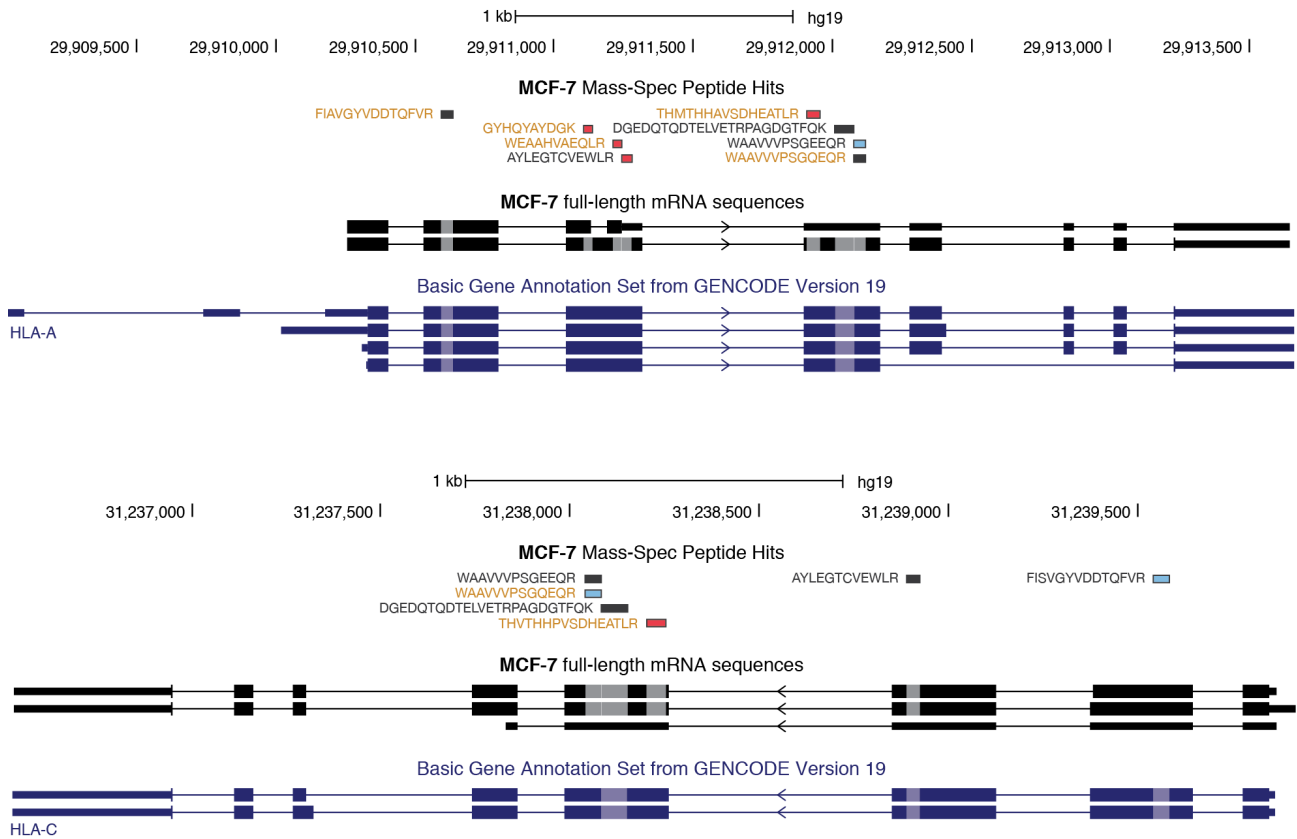 1 kb hg19
29,909,500 29,910,000 29,910,500 29,911,000 29,911,500 29,912,000 29,912,500 29,913,000 29,913,500
MCF-7 Mass-Spec Peptide Hits
FIAVGYVDDTQFVR THMTHHAVSDHEATLR
GYHQYAYDGK DGEDQTQDTELVETRPAGDGTFQK
WEAAHVAEQLR WAAVVVPSGEEQR
AYLEGTCVEWLR WAAVVVPSGQEQR
MCF-7 full-length mRNA sequences
Basic Gene Annotation Set from GENCODE Version 19
HLA-A
1 kb hg19
31,237,000 31,237,500 31,238,000 31,238,500 31,239,000 31,239,500
MCF-7 Mass-Spec Peptide Hits
WAAVVVPSGEEQR AYLEGTCVEWLR FISVGYVDDTQFVR
WAAVVVPSGQEQR
DGEDQTQDTELVETRPAGDGTFQK
THVTHHPVSDHEATLR
MCF-7 full-length mRNA sequences
Basic Gene Annotation Set from GENCODE Version 19
HLA-C